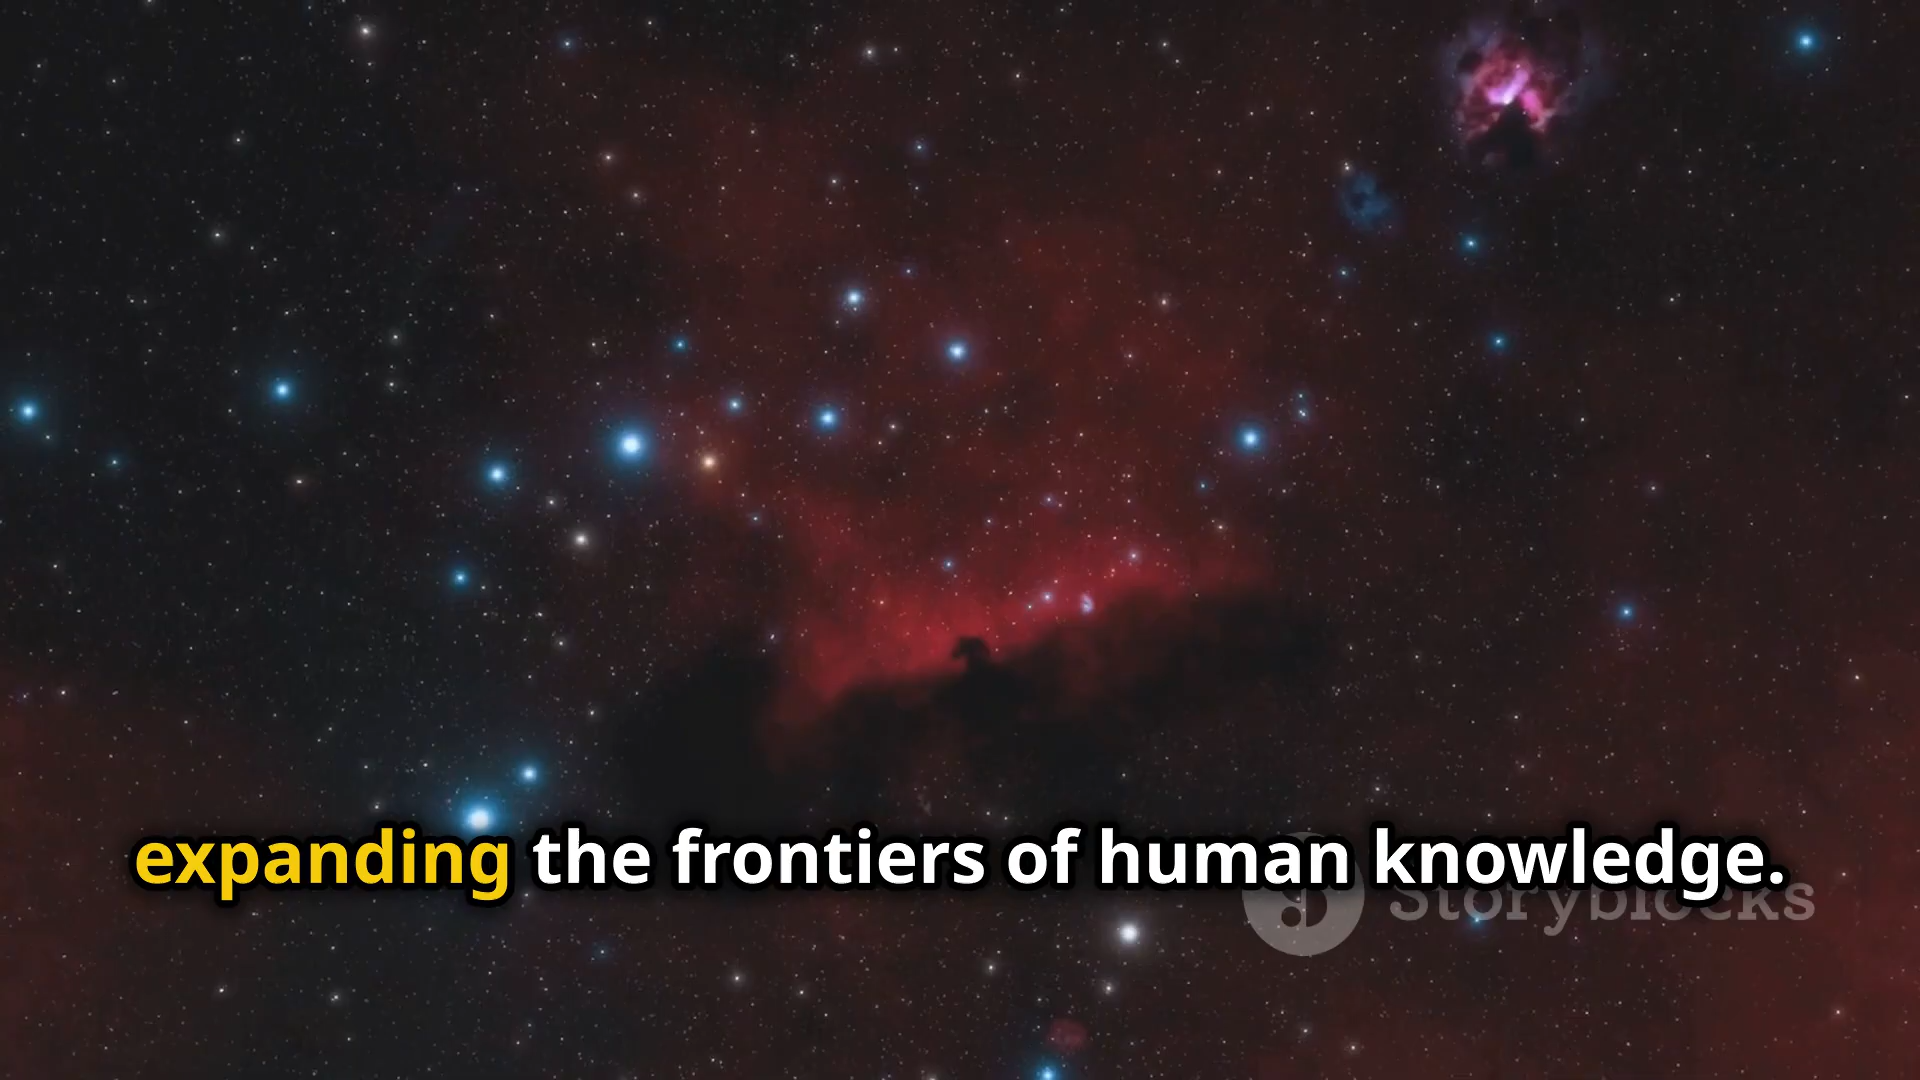 expanding the frontiers of human knowledge.
Storyblocks